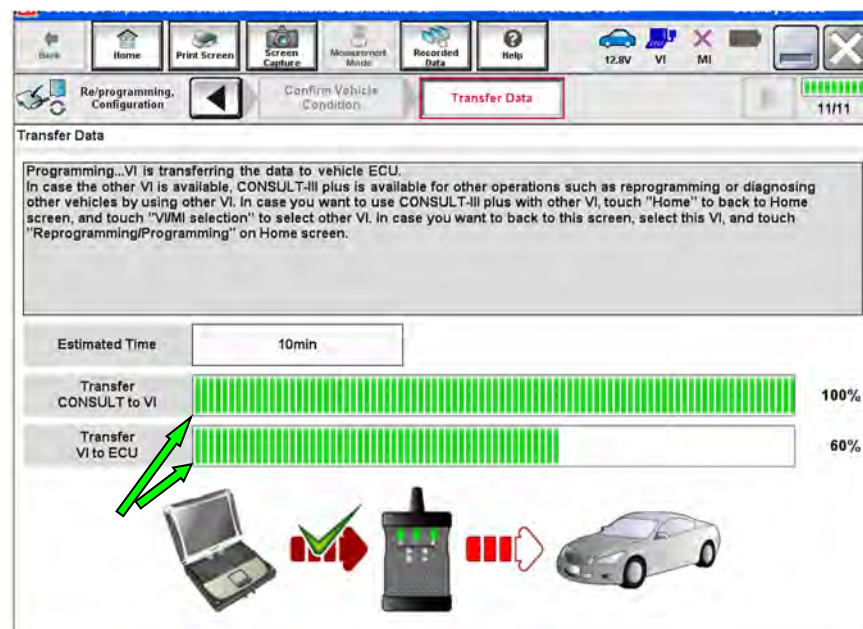 Back
Home
Print Screen
Screen
Capture
Measurement
Mode
Recorded
Data
Help
12.8V
VI
MI
Re/programming,
Configuration
Confirm Vehicle
Condition
Transfer Data
11/11
Transfer Data
Programming...VI is transferring the data to vehicle ECU.
In case the other VI is available, CONSULT-III plus is available for other operations such as reprogramming or diagnosing
other vehicles by using other VI. In case you want to use CONSULT-III plus with other VI, touch "Home" to back to Home
screen, and touch "VI/MI selection" to select other VI. In case you want to back to this screen, select this VI, and touch
"Reprogramming/Programming" on Home screen.
Estimated Time
10min
Transfer
CONSULT to VI
100%
Transfer
VI to ECU
60%